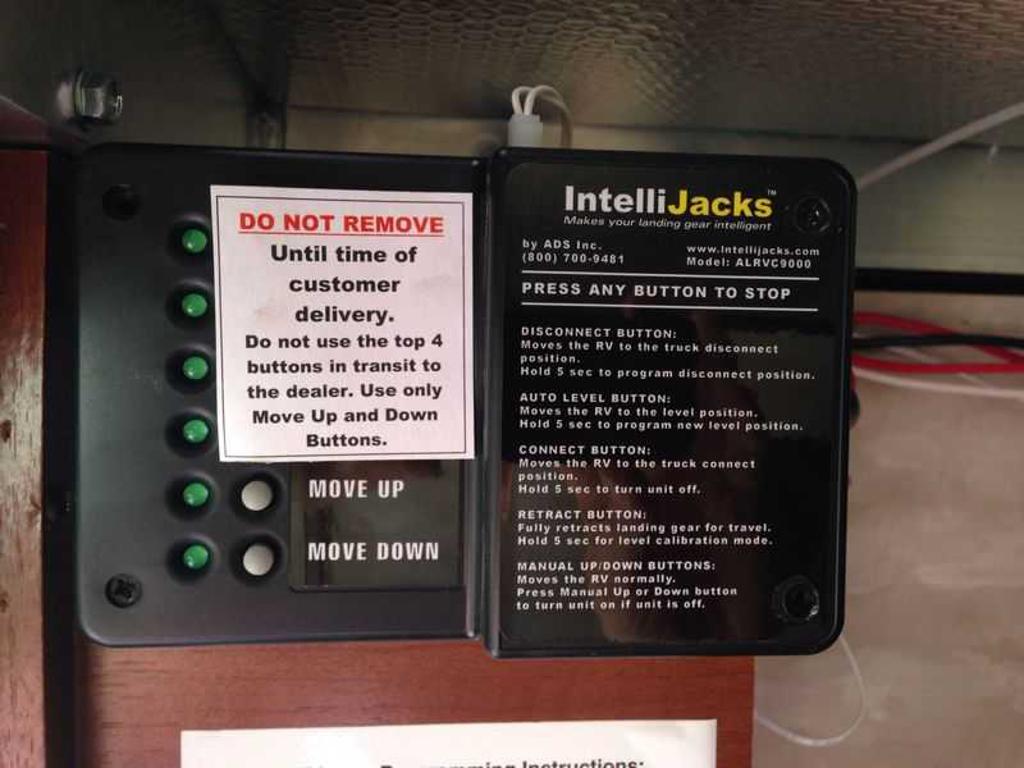 DO NOT REMOVE
Until time of
customer
delivery.
Do not use the top 4
buttons in transit to
the dealer. Use only
Move Up and Down
Buttons.
MOVE UP
MOVE DOWN
IntelliJacks™
Makes your landing gear intelligent
by ADS Inc. www.Intellijacks.com
(800) 700-9481 Model: ALRVC9000
PRESS ANY BUTTON TO STOP
DISCONNECT BUTTON:
Moves the RV to the truck disconnect
position.
Hold 5 sec to program disconnect position.
AUTO LEVEL BUTTON:
Moves the RV to the level position.
Hold 5 sec to program new level position.
CONNECT BUTTON:
Moves the RV to the truck connect
position.
Hold 5 sec to turn unit off.
RETRACT BUTTON:
Fully retracts landing gear for travel.
Hold 5 sec for level calibration mode.
MANUAL UP/DOWN BUTTONS:
Moves the RV normally.
Press Manual Up or Down button
to turn unit on if unit is off.
Programming Instructions: